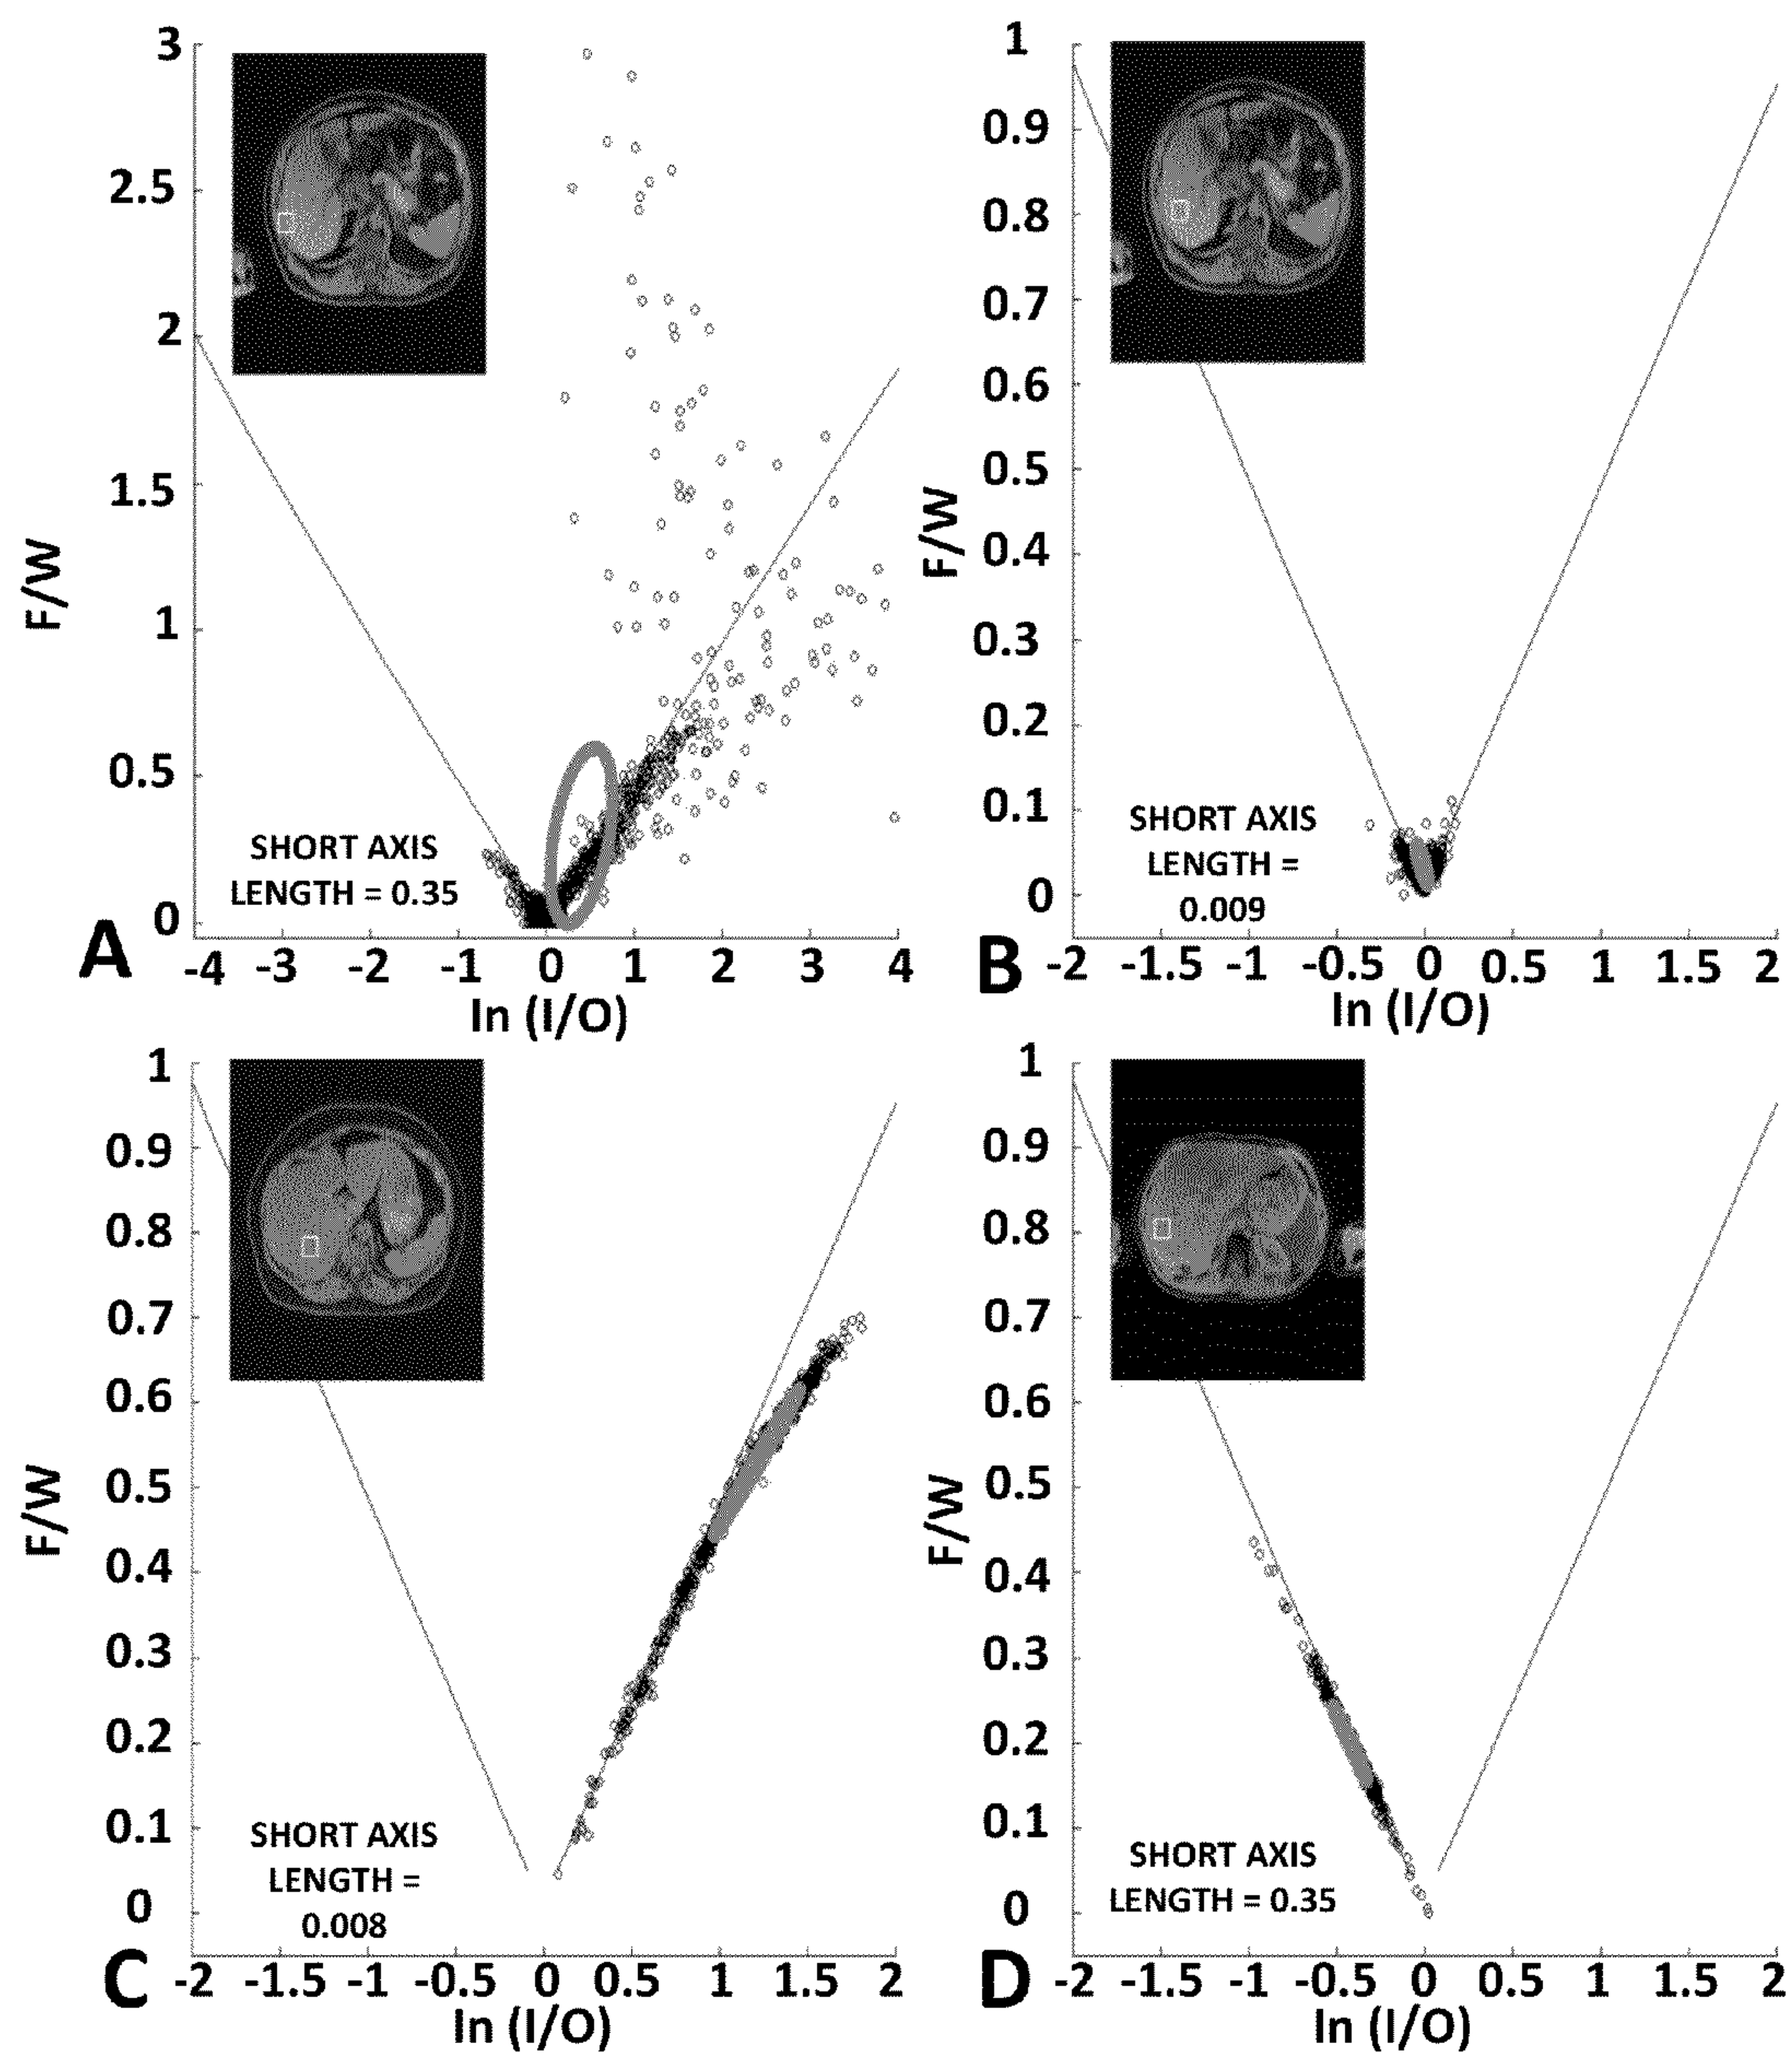 3
2.5
2
1.5
1
0.5
0
F/W
SHORT AXIS
LENGTH = 0.35
A
-4 -3 -2 -1 0 1 2 3 4
ln (I/O)
1
0.9
0.8
0.7
0.6
0.5
0.4
0.3
0.2
0.1
0
F/W
SHORT AXIS
LENGTH =
0.009
B
-2 -1.5 -1 -0.5 0 0.5 1 1.5 2
ln (I/O)
1
0.9
0.8
0.7
0.6
0.5
0.4
0.3
0.2
0.1
0
F/W
SHORT AXIS
LENGTH =
0.008
C
-2 -1.5 -1 -0.5 0 0.5 1 1.5 2
ln (I/O)
1
0.9
0.8
0.7
0.6
0.5
0.4
0.3
0.2
0.1
0
F/W
SHORT AXIS
LENGTH = 0.35
D
-2 -1.5 -1 -0.5 0 0.5 1 1.5 2
ln (I/O)